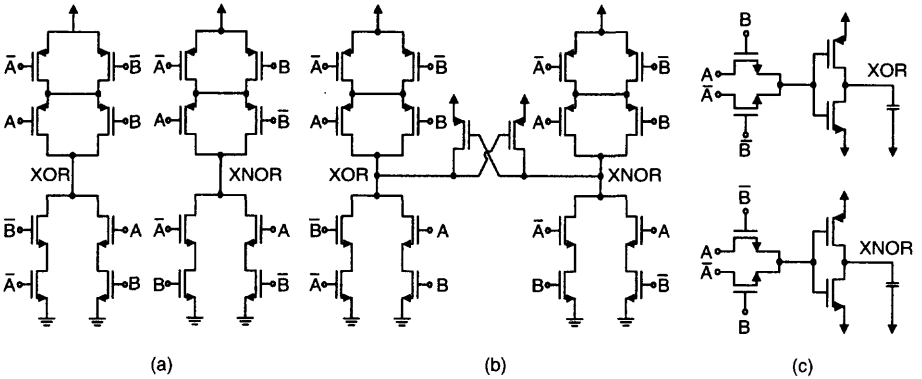 A̅ B̅ A̅ B
A B A̅ B̅
XOR XNOR
B̅ A A̅ A
A̅ B B B̅
(a)
A̅ B̅ A̅ B̅
A B A B
XOR XNOR
B̅ A A̅ A
A̅ B B B̅
(b)
B
A
A̅
B̅
XOR
B̅
A
A̅
B
XNOR
(c)